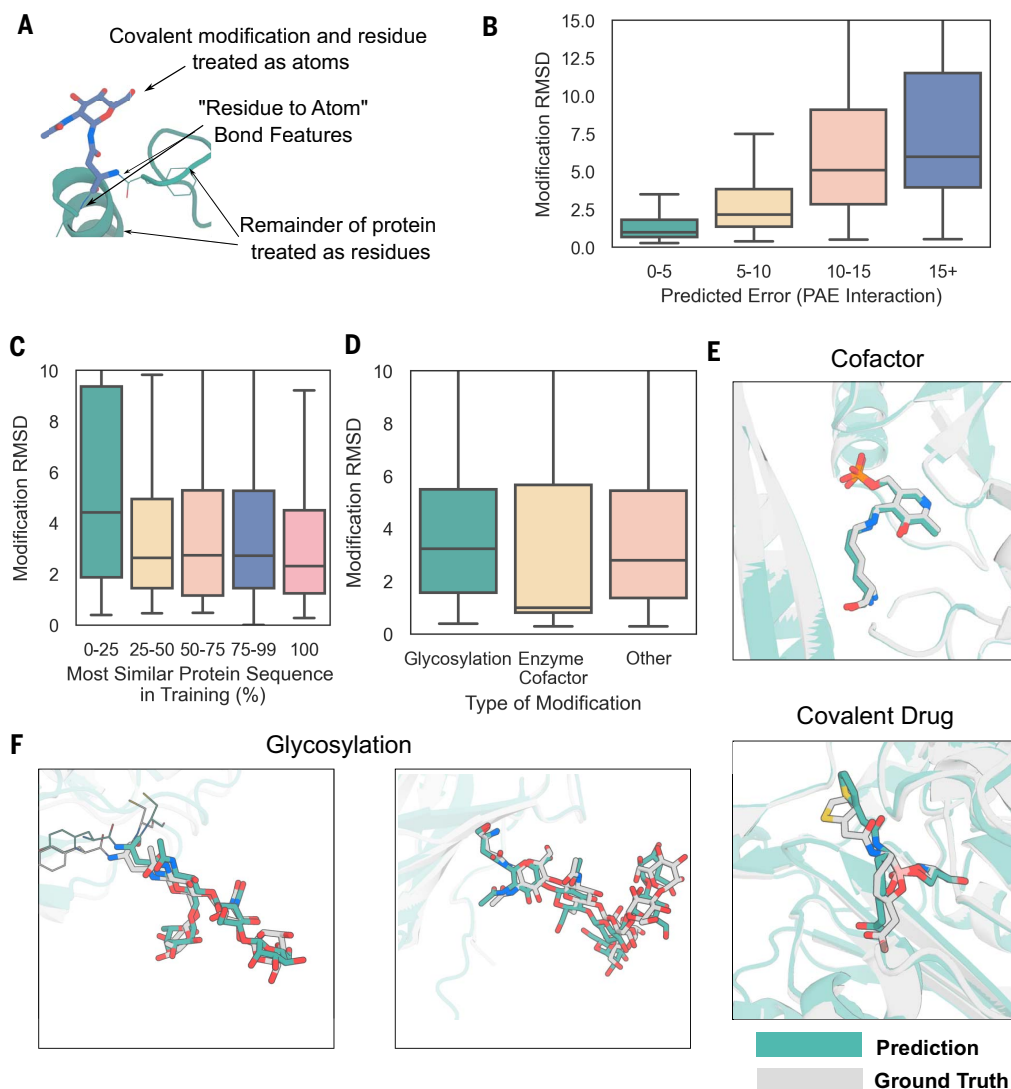 A
Covalent modification and residue
treated as atoms
"Residue to Atom"
Bond Features
Remainder of protein
treated as residues
B
Modification RMSD
15.0
12.5
10.0
7.5
5.0
2.5
0.0
0-5
5-10
10-15
15+
Predicted Error (PAE Interaction)
C
Modification RMSD
10
8
6
4
2
0
0-25
25-50
50-75
75-99
100
Most Similar Protein Sequence
in Training (%)
D
Modification RMSD
10
8
6
4
2
0
Glycosylation
Enzyme
Cofactor
Other
Type of Modification
E
Cofactor
Covalent Drug
F
Glycosylation
Prediction
Ground Truth